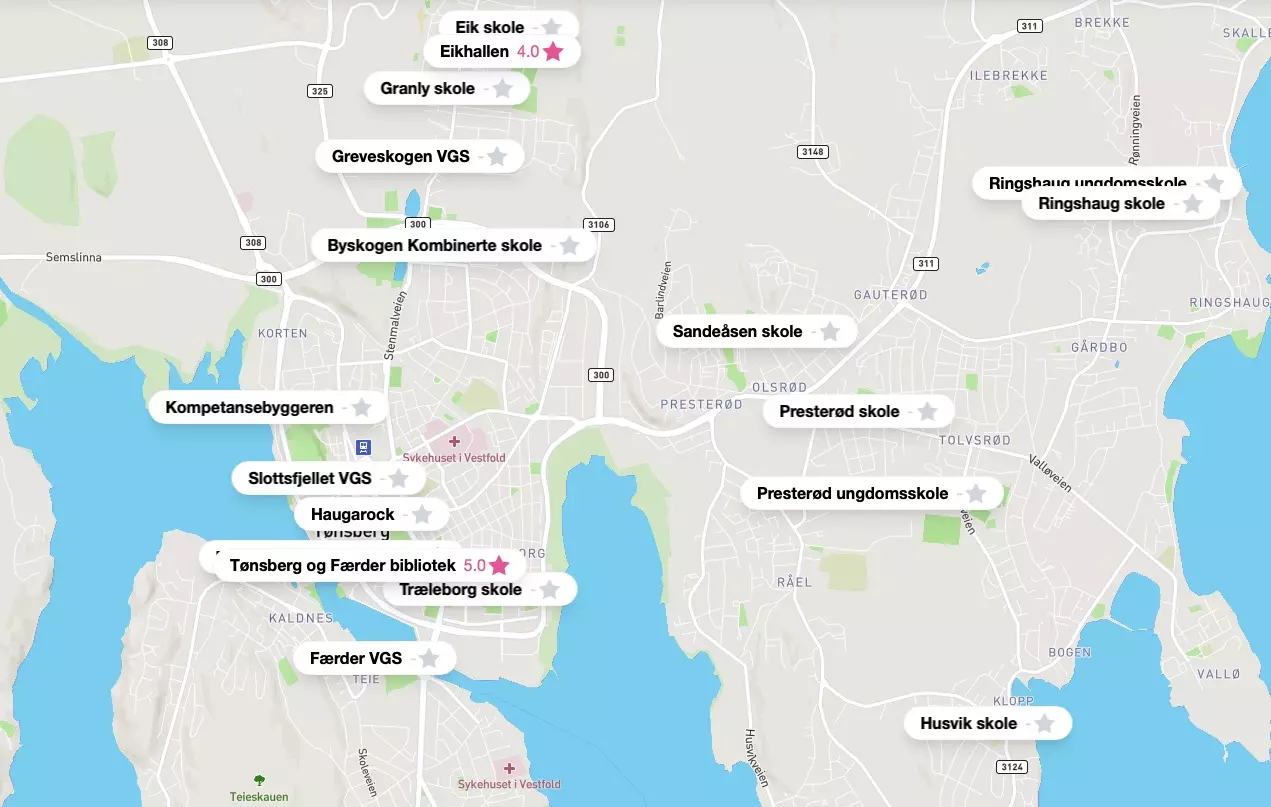 Eik skole -
Eikhallen 4.0
Granly skole -
Greveskogen VGS -
Byskogen Kombinerte skole -
Ringshaug ungdomsskole -
Ringshaug skole -
Sandeåsen skole -
Kompetansebyggeren -
Presterød skole -
Slottsfjellet VGS -
Presterød ungdomsskole -
Haugarock -
Tønsberg
Tønsberg og Færder bibliotek 5.0
Træleborg skole -
Færder VGS -
Husvik skole -
308
325
311
BREKKE
ILEBREKKE
Rønningveien
3148
300
3106
308
Semslinna
300
311
Barlindveien
GAUTERØD
RINGSHAUG
KORTEN
Stenmalveien
GÅRDBO
300
OLSRØD
PRESTERØD
TOLVSRØD
Sykehuset i Vestfold
Valløveien
RÅEL
KALDNES
TEIE
BOGEN
VALLØ
KLOPP
Husvikveien
3124
Skoleveien
Sykehuset i Vestfold
Teieskauen